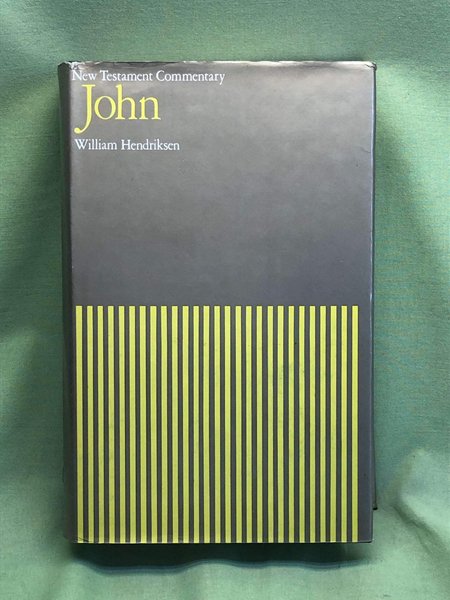 New Testament Commentary
John
William Hendriksen